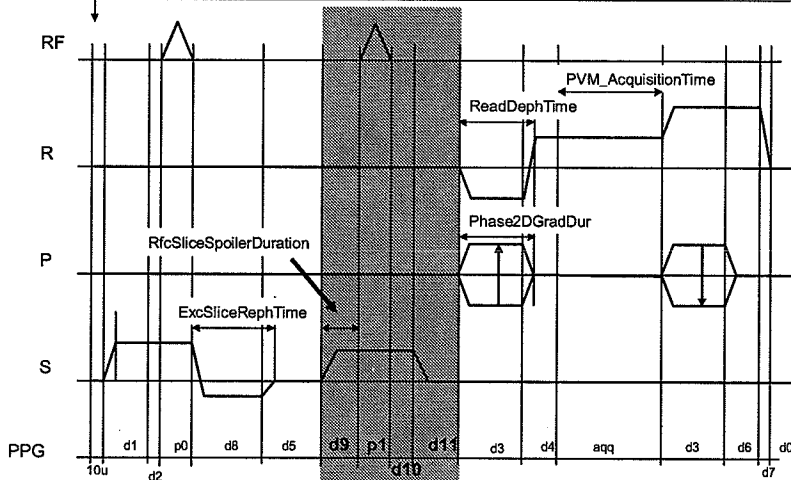 RF
PVM_AcquisitionTime
ReadDephTime
R
Phase2DGradDur
RfcSliceSpoilerDuration
P
ExcSliceRephTime
S
PPG
10u
d1
d2
p0
d8
d5
d9
p1
d10
d11
d3
d4
aqq
d3
d6
d7
d0